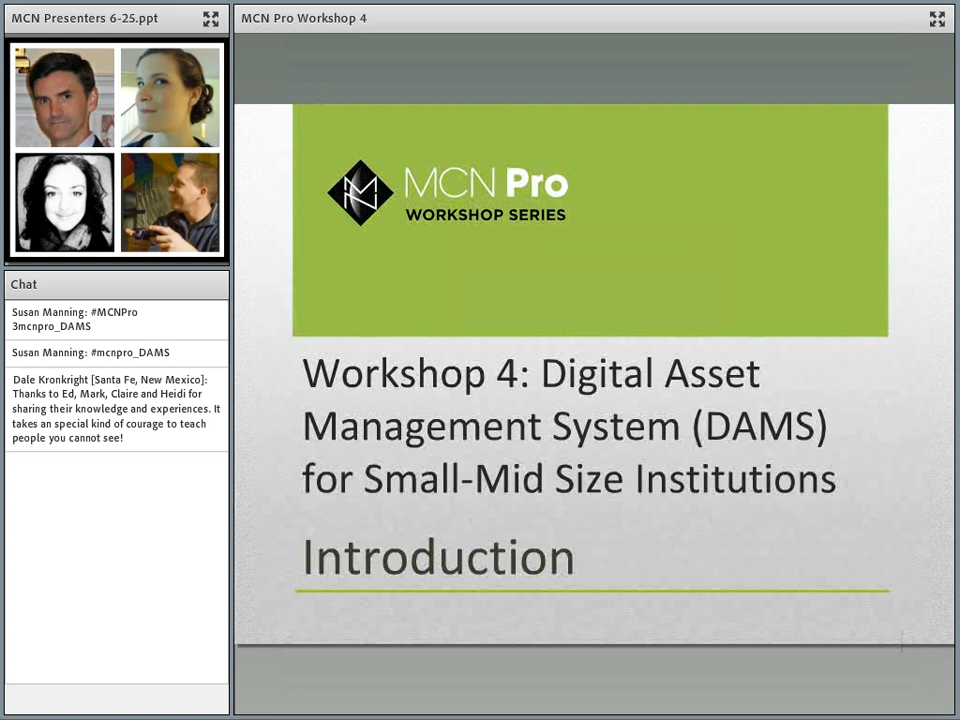 MCN Presenters 6-25.ppt
MCN Pro Workshop 4
Chat
Susan Manning: #MCNPro
3mcnpro_DAMS
Susan Manning: #mcnpro_DAMS
Dale Kronkright [Santa Fe, New Mexico]:
Thanks to Ed, Mark, Claire and Heidi for
sharing their knowledge and experiences. It
takes an special kind of courage to teach
people you cannot see!
MCN Pro
WORKSHOP SERIES
Workshop 4: Digital Asset
Management System (DAMS)
for Small-Mid Size Institutions
Introduction